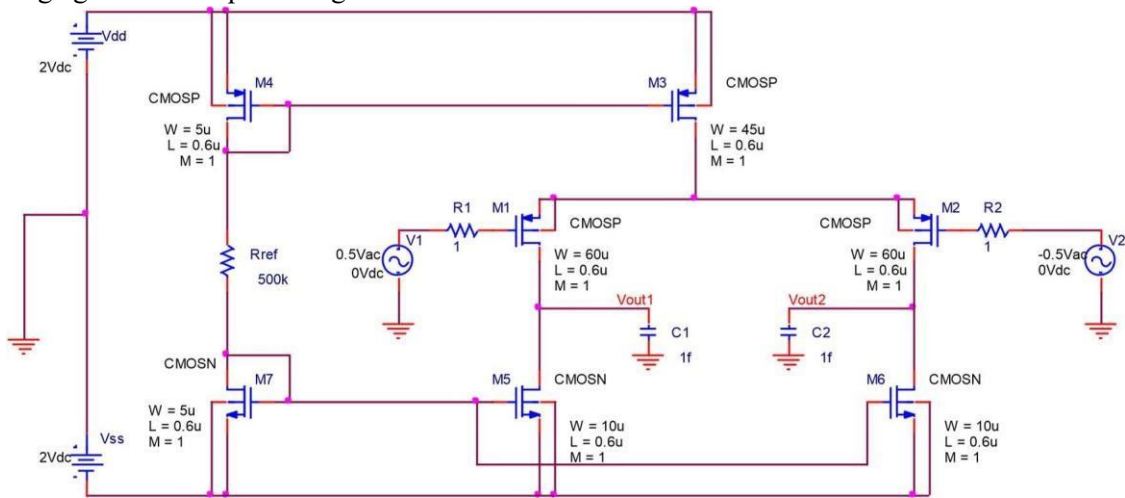 Vdd
2Vdc
M4
CMOSP
W = 5u
L = 0.6u
M = 1
M3
CMOSP
W = 45u
L = 0.6u
M = 1
Rref
500k
V1
0.5Vac
0Vdc
R1
1
M1
CMOSP
W = 60u
L = 0.6u
M = 1
M2
CMOSP
W = 60u
L = 0.6u
M = 1
R2
1
V2
-0.5Vac
0Vdc
Vout1
C1
1f
Vout2
C2
1f
CMOSN
M7
W = 5u
L = 0.6u
M = 1
M5
CMOSN
W = 10u
L = 0.6u
M = 1
M6
CMOSN
W = 10u
L = 0.6u
M = 1
Vss
2Vdc